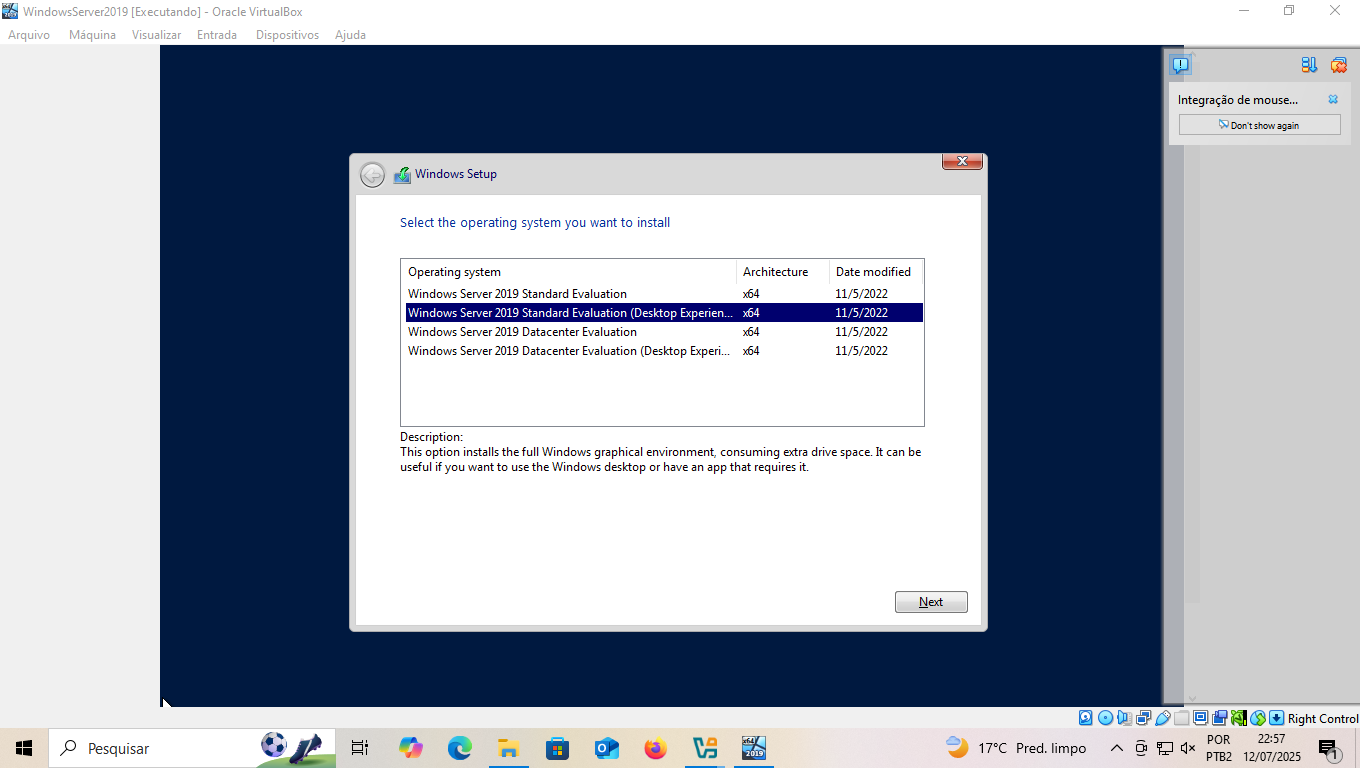 WindowsServer2019 [Executando] - Oracle VirtualBox
Arquivo Máquina Visualizar Entrada Dispositivos Ajuda
Integração de mouse...
Don't show again
Windows Setup
Select the operating system you want to install
Operating system Architecture Date modified
Windows Server 2019 Standard Evaluation x64 11/5/2022
Windows Server 2019 Standard Evaluation (Desktop Experien... x64 11/5/2022
Windows Server 2019 Datacenter Evaluation x64 11/5/2022
Windows Server 2019 Datacenter Evaluation (Desktop Experi... x64 11/5/2022
Description:
This option installs the full Windows graphical environment, consuming extra drive space. It can be
useful if you want to use the Windows desktop or have an app that requires it.
Next
Right Control
Pesquisar
x64
2019
17°C Pred. limpo
POR
PTB2
22:57
12/07/2025
1